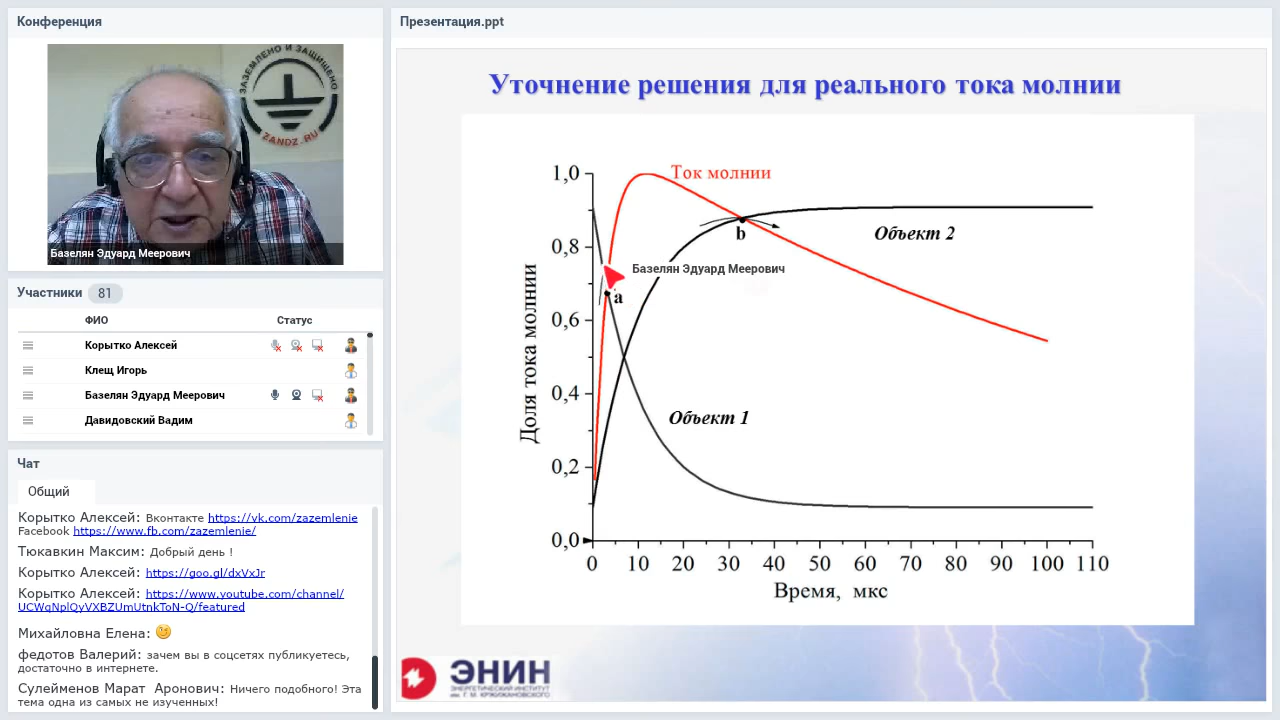 Конференция
ЗАЗЕМЛЕНО И ЗАЩИЩЕНО
ZANDZ.RU
Базелян Эдуард Меерович
Участники 81
ФИО Статус
Корытко Алексей
Клещ Игорь
Базелян Эдуард Меерович
Давидовский Вадим
Чат
Общий
Корытко Алексей: Вконтакте https://vk.com/zazemlenie
Facebook https://www.fb.com/zazemlenie/
Тюкавкин Максим: Добрый день !
Корытко Алексей: https://goo.gl/dxVxJr
Корытко Алексей: https://www.youtube.com/channel/
UCWqNplQyVXBZUmUtnkToN-Q/featured
Михайловна Елена:
федотов Валерий: зачем вы в соцсетях публикуетесь,
достаточно в интернете.
Сулейменов Марат Аронович: Ничего подобного! Эта
тема одна из самых не изученных!
Презентация.ppt
Уточнение решения для реального тока молнии
Доля тока молнии
1,0
0,8
0,6
0,4
0,2
0,0
Ток молнии
b
Объект 2
Базелян Эдуард Меерович
a
Объект 1
0 10 20 30 40 50 60 70 80 90 100 110
Время, мкс
ЭНИН
ЭНЕРГЕТИЧЕСКИЙ ИНСТИТУТ
им. Г. М. КРЖИЖАНОВСКОГО